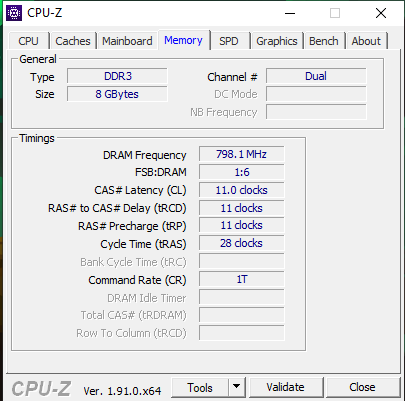 CPU-Z
CPU Caches Mainboard Memory SPD Graphics Bench About
General
Type DDR3 Channel # Dual
Size 8 GBytes DC Mode
NB Frequency
Timings
DRAM Frequency 798.1 MHz
FSB:DRAM 1:6
CAS# Latency (CL) 11.0 clocks
RAS# to CAS# Delay (tRCD) 11 clocks
RAS# Precharge (tRP) 11 clocks
Cycle Time (tRAS) 28 clocks
Bank Cycle Time (tRC)
Command Rate (CR) 1T
DRAM Idle Timer
Total CAS# (tRDRAM)
Row To Column (tRCD)
CPU-Z Ver. 1.91.0.x64 Tools Validate Close